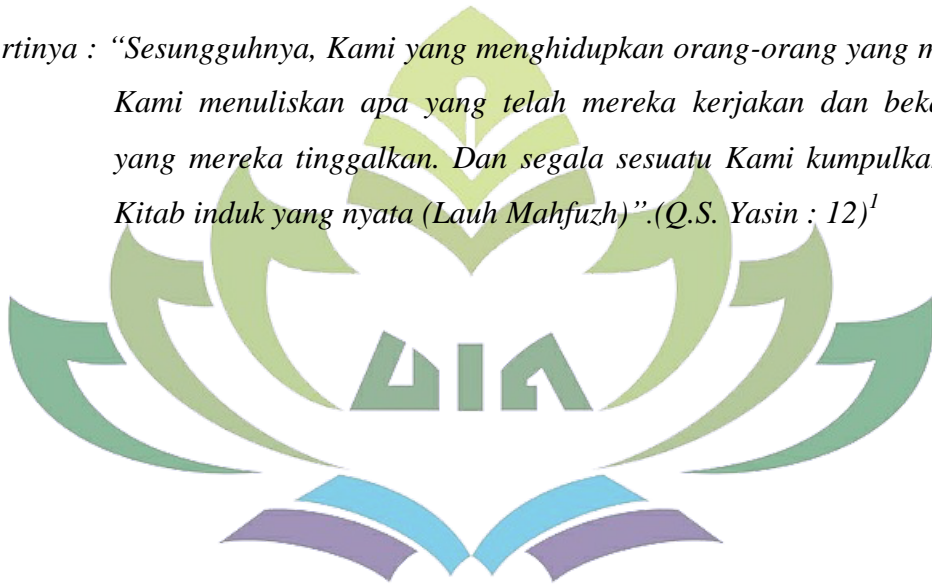 rtinya : “Sesungguhnya, Kami yang menghidupkan orang-orang yang m
Kami menuliskan apa yang telah mereka kerjakan dan beka
yang mereka tinggalkan. Dan segala sesuatu Kami kumpulka
Kitab induk yang nyata (Lauh Mahfuzh)”.(Q.S. Yasin : 12)1
UIN